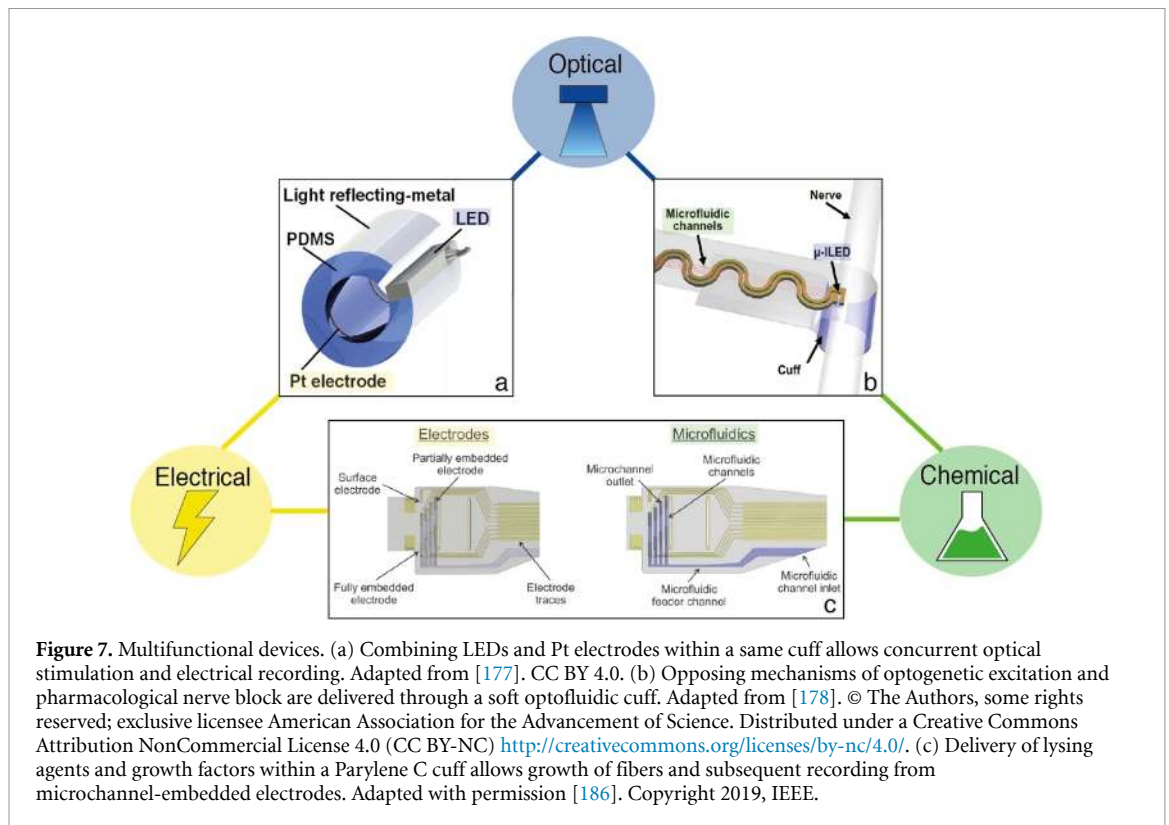 Optical
Light reflecting-metal
LED
PDMS
Pt electrode
a
Nerve
Microfluidic
channels
μ-ILED
Cuff
b
Electrical
Electrodes
Partially embedded
electrode
Surface
electrode
Fully embedded
electrode
Electrode
traces
Microfluidics
Microfluidic
channels
Microchannel
outlet
Microfluidic
feeder channel
Microfluidic
channel inlet
c
Chemical
Figure 7. Multifunctional devices. (a) Combining LEDs and Pt electrodes within a same cuff allows concurrent optical
stimulation and electrical recording. Adapted from [177]. CC BY 4.0. (b) Opposing mechanisms of optogenetic excitation and
pharmacological nerve block are delivered through a soft optofluidic cuff. Adapted from [178]. © The Authors, some rights
reserved; exclusive licensee American Association for the Advancement of Science. Distributed under a Creative Commons
Attribution NonCommercial License 4.0 (CC BY-NC) http://creativecommons.org/licenses/by-nc/4.0/. (c) Delivery of lysing
agents and growth factors within a Parylene C cuff allows growth of fibers and subsequent recording from
microchannel-embedded electrodes. Adapted with permission [186]. Copyright 2019, IEEE.